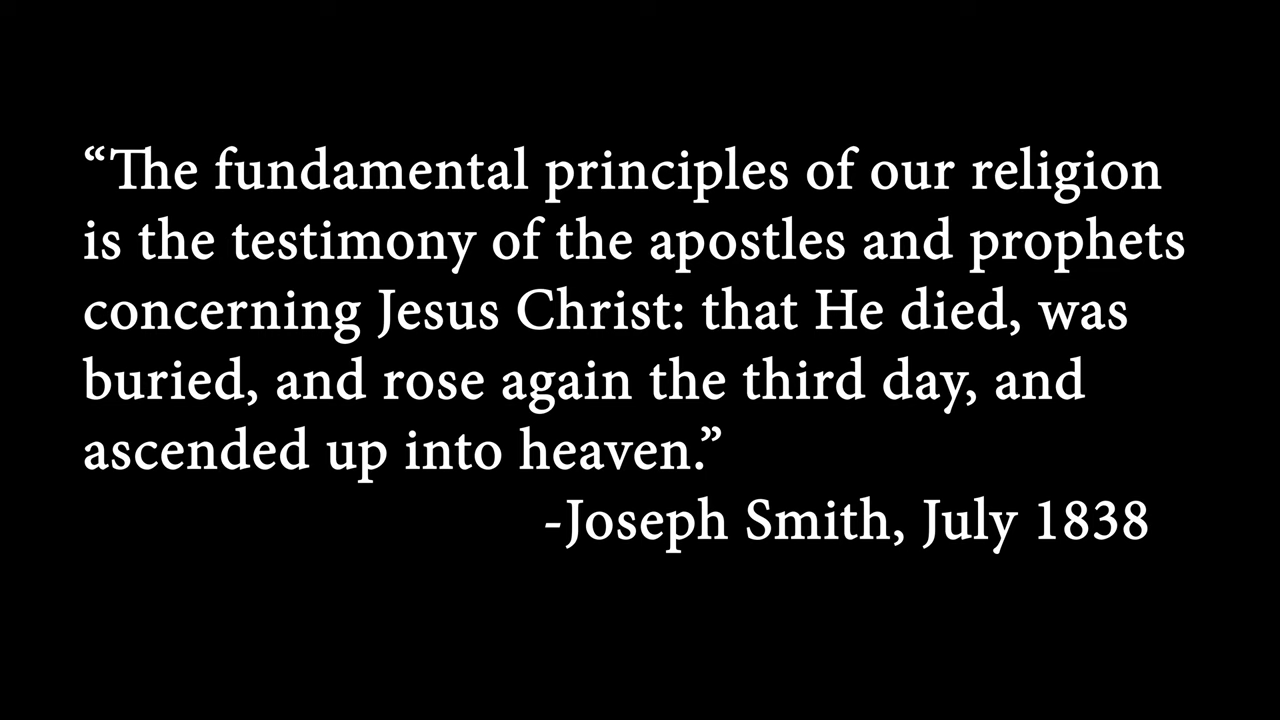 “The fundamental principles of our religion
is the testimony of the apostles and prophets
concerning Jesus Christ: that He died, was
buried, and rose again the third day, and
ascended up into heaven.”
-Joseph Smith, July 1838